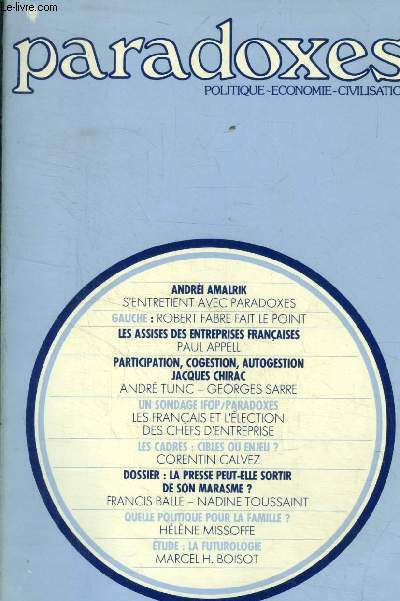 Le-livre.com
paradoxes
POLITIQUE-ECONOMIE-CIVILISATIO
ANDRÉI AMALRIK
S'ENTRETIENT AVEC PARADOXES
GAUCHE : ROBERT FABRE FAIT LE POINT
LES ASSISES DES ENTREPRISES FRANÇAISES
PAUL APPELL
PARTICIPATION, COGESTION, AUTOGESTION
JACQUES CHIRAC
ANDRÉ TUNC - GEORGES SARRE
UN SONDAGE IFOP/PARADOXES
LES FRANÇAIS ET L'ÉLECTION
DES CHEFS D'ENTREPRISE
LES CADRES : CIBLES OU ENJEU ?
CORENTIN CALVEZ
DOSSIER : LA PRESSE PEUT-ELLE SORTIR
DE SON MARASME ?
FRANCIS BALLE - NADINE TOUSSAINT
QUELLE POLITIQUE POUR LA FAMILLE ?
HÉLÈNE MISSOFFE
ÉTUDE : LA FUTUROLOGIE
MARCEL H. BOISOT